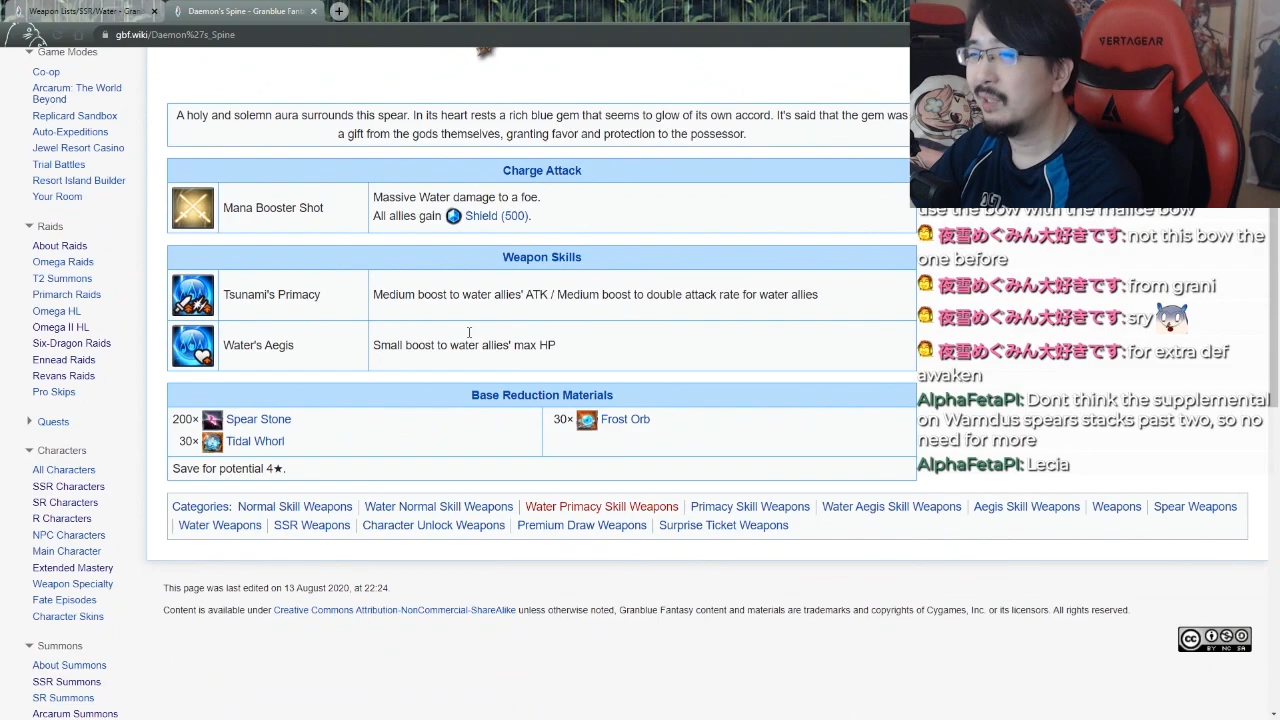 Weapon Lists/SSR/Water - Gran
Daemon's Spine - Granblue Fant
gbf.wiki/Daemon%27s_Spine
VERTAGEAR
Game Modes
Co-op
Arcarum: The World
Beyond
Replicard Sandbox
Auto-Expeditions
Jewel Resort Casino
Trial Battles
Resort Island Builder
Your Room
Raids
About Raids
Omega Raids
T2 Summons
Primarch Raids
Omega HL
Omega II HL
Six-Dragon Raids
Ennead Raids
Revans Raids
Pro Skips
Quests
Characters
All Characters
SSR Characters
SR Characters
R Characters
NPC Characters
Main Character
Extended Mastery
Weapon Specialty
Fate Episodes
Character Skins
Summons
About Summons
SSR Summons
SR Summons
Arcarum Summons
A holy and solemn aura surrounds this spear. In its heart rests a rich blue gem that seems to glow of its own accord. It's said that the gem was
a gift from the gods themselves, granting favor and protection to the possessor.
Charge Attack
Mana Booster Shot
Massive Water damage to a foe.
All allies gain Shield (500).
Weapon Skills
Tsunami's Primacy
Medium boost to water allies' ATK / Medium boost to double attack rate for water allies
Water's Aegis
Small boost to water allies' max HP
Base Reduction Materials
200× Spear Stone
30× Frost Orb
30× Tidal Whorl
Save for potential 4★.
Categories: Normal Skill Weapons Water Normal Skill Weapons Water Primacy Skill Weapons Primacy Skill Weapons Water Aegis Skill Weapons Aegis Skill Weapons Weapons Spear Weapons
Water Weapons SSR Weapons Character Unlock Weapons Premium Draw Weapons Surprise Ticket Weapons
This page was last edited on 13 August 2020, at 22:24.
Content is available under Creative Commons Attribution-NonCommercial-ShareAlike unless otherwise noted, Granblue Fantasy content and materials are trademarks and copyrights of Cygames, Inc. or its licensors. All rights reserved.
BY NC SA
use the bow with the malice bow
夜雪めぐみん大好きです: not this bow the
one before
夜雪めぐみん大好きです: from grani
夜雪めぐみん大好きです: sry
夜雪めぐみん大好きです: for extra def
awaken
AlphaFetaPI: Dont think the supplemental
on Wamdus spears stacks past two, so no
need for more
AlphaFetaPI: Lecia